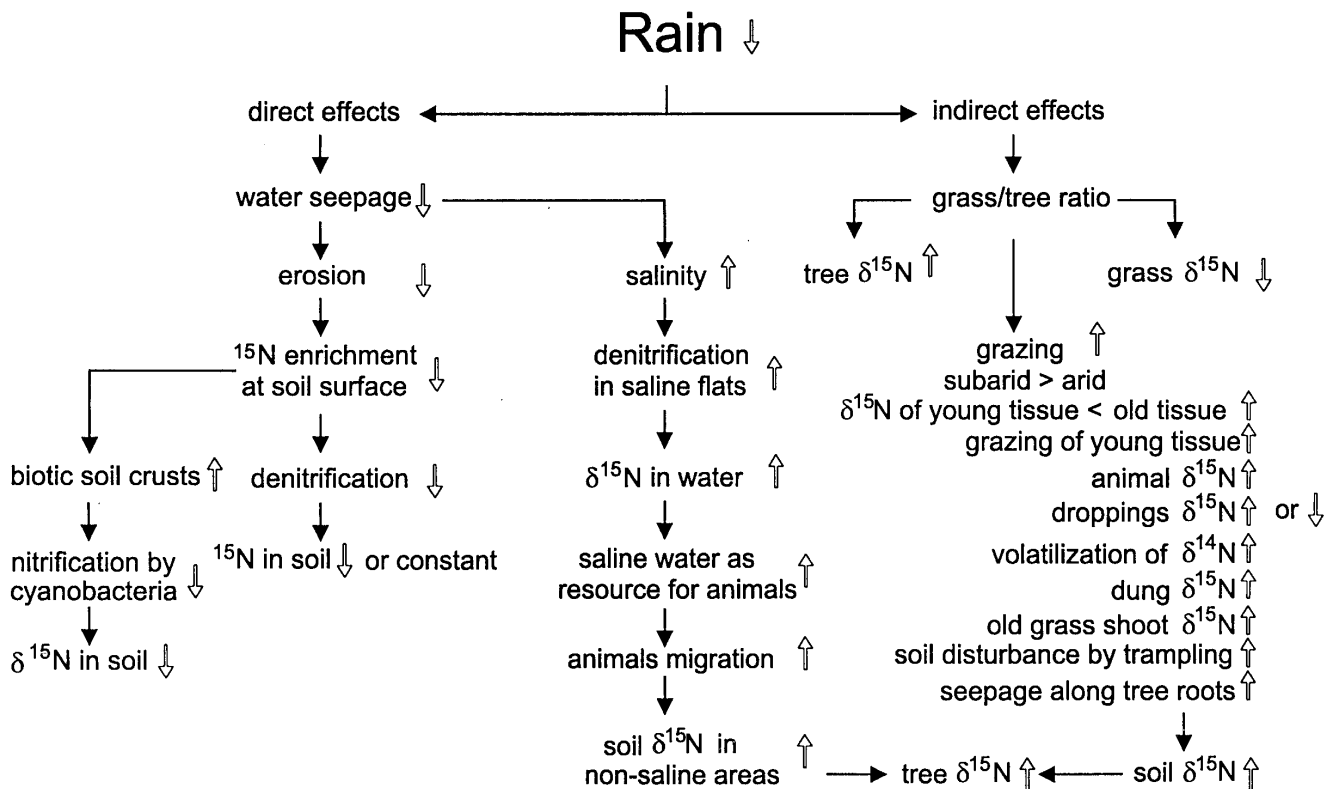 Rain ⇩
direct effects
indirect effects
water seepage ⇩
grass/tree ratio
erosion ⇩
salinity ⇧
tree δ¹⁵N ⇧
grass δ¹⁵N ⇩
¹⁵N enrichment
at soil surface ⇩
denitrification
in saline flats ⇧
grazing ⇧
subarid > arid
δ¹⁵N of young tissue < old tissue ⇧
grazing of young tissue ⇧
biotic soil crusts ⇧
denitrification ⇩
δ¹⁵N in water ⇧
animal δ¹⁵N ⇧
droppings δ¹⁵N ⇧ or ⇩
nitrification by
cyanobacteria ⇩
¹⁵N in soil ⇩ or constant
saline water as
resource for animals ⇧
volatilization of δ¹⁴N ⇧
dung δ¹⁵N ⇧
old grass shoot δ¹⁵N ⇧
δ ¹⁵N in soil ⇩
animals migration ⇧
soil disturbance by trampling ⇧
seepage along tree roots ⇧
soil δ¹⁵N in
non-saline areas ⇧
tree δ¹⁵N ⇧
soil δ¹⁵N ⇧